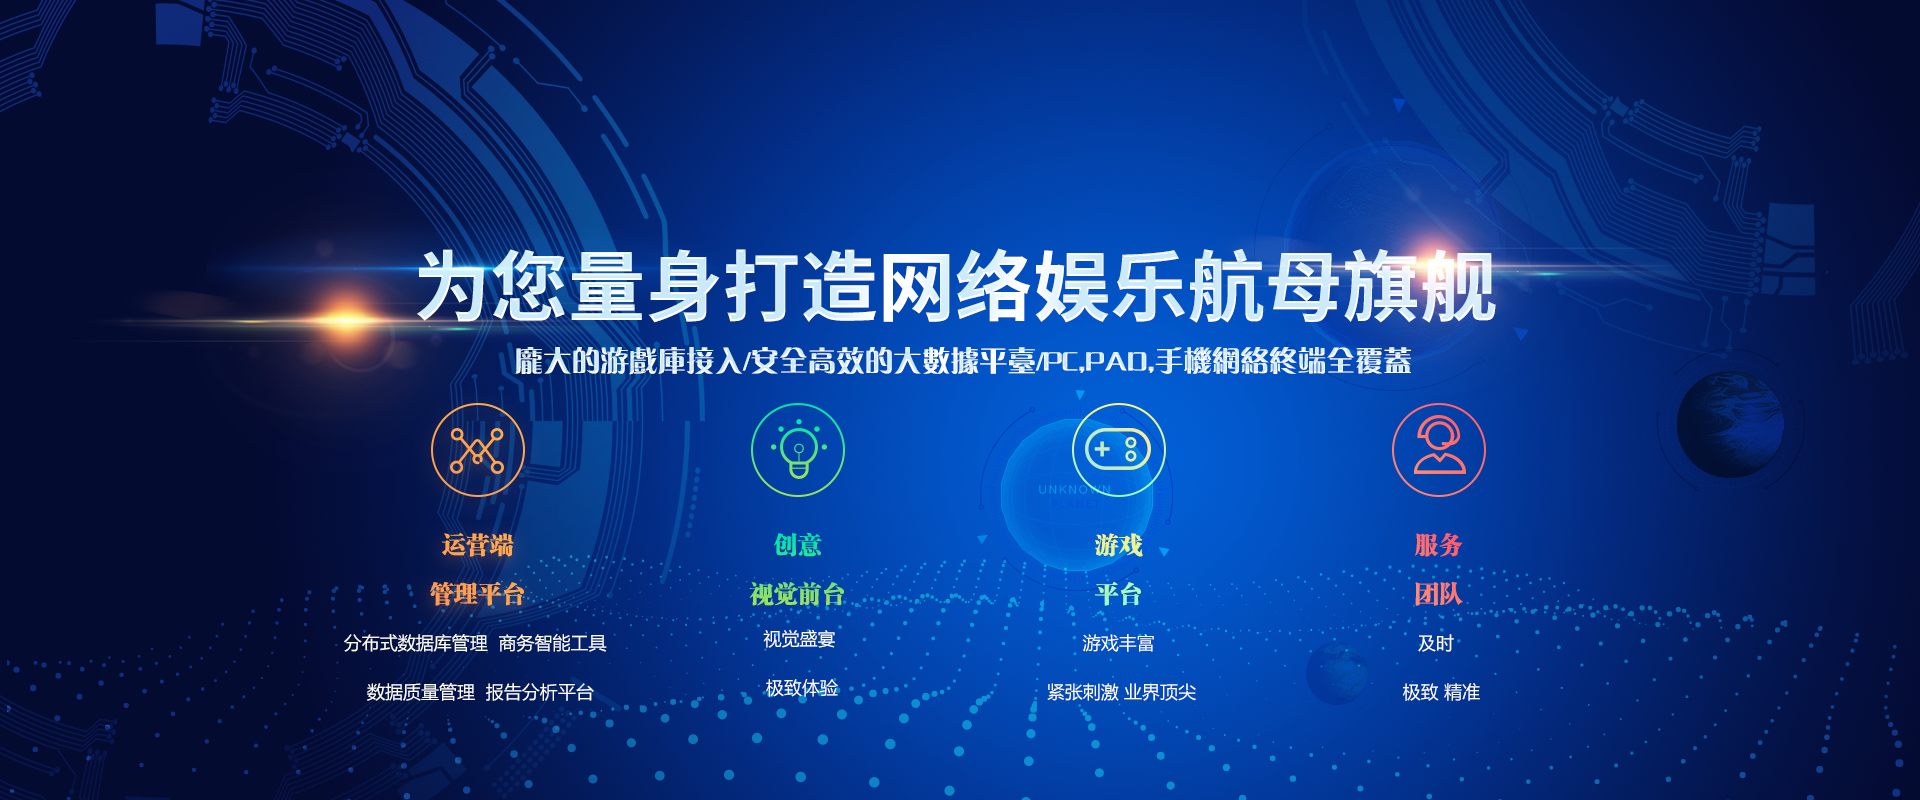 为您量身打造网络娱乐航母旗舰
龐大的游戲庫接入/安全高效的大數據平臺/PC,PAD,手機網絡終端全覆蓋
UNKNOWN
运营端
管理平台
分布式数据库管理 商务智能工具
数据质量管理 报告分析平台
创意
视觉前台
视觉盛宴
极致体验
游戏
平台
游戏丰富
紧张刺激 业界顶尖
服务
团队
及时
极致 精准